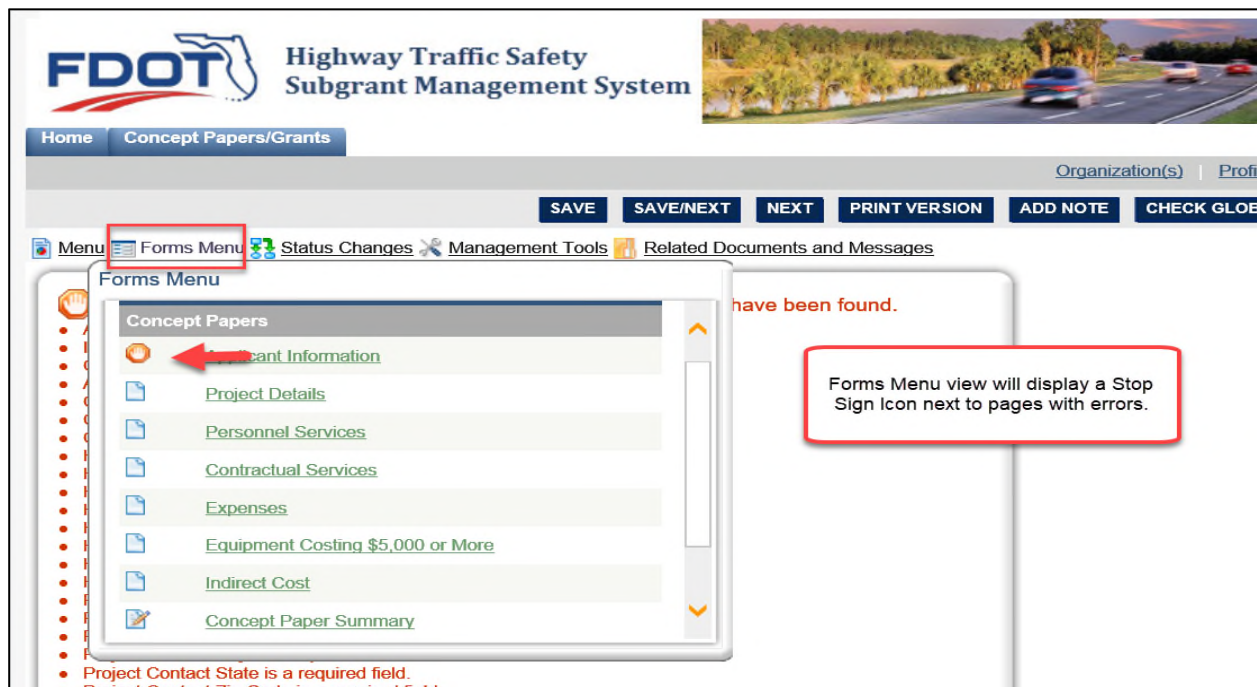 FDOT
Highway Traffic Safety
Subgrant Management System
Home Concept Papers/Grants
Organization(s)
SAVE SAVE/NEXT NEXT PRINT VERSION ADD NOTE CHECK
Menu Forms Menu Status Changes Management Tools Related Documents and Messages
Forms Menu
have been found.
Concept Papers
Applicant Information
Project Details
Personnel Services
Contractual Services
Expenses
Equipment Costing $5,000 or More
Indirect Cost
Concept Paper Summary
Forms Menu view will display a Stop
Sign Icon next to pages with errors.
Project Contact State is a required field.